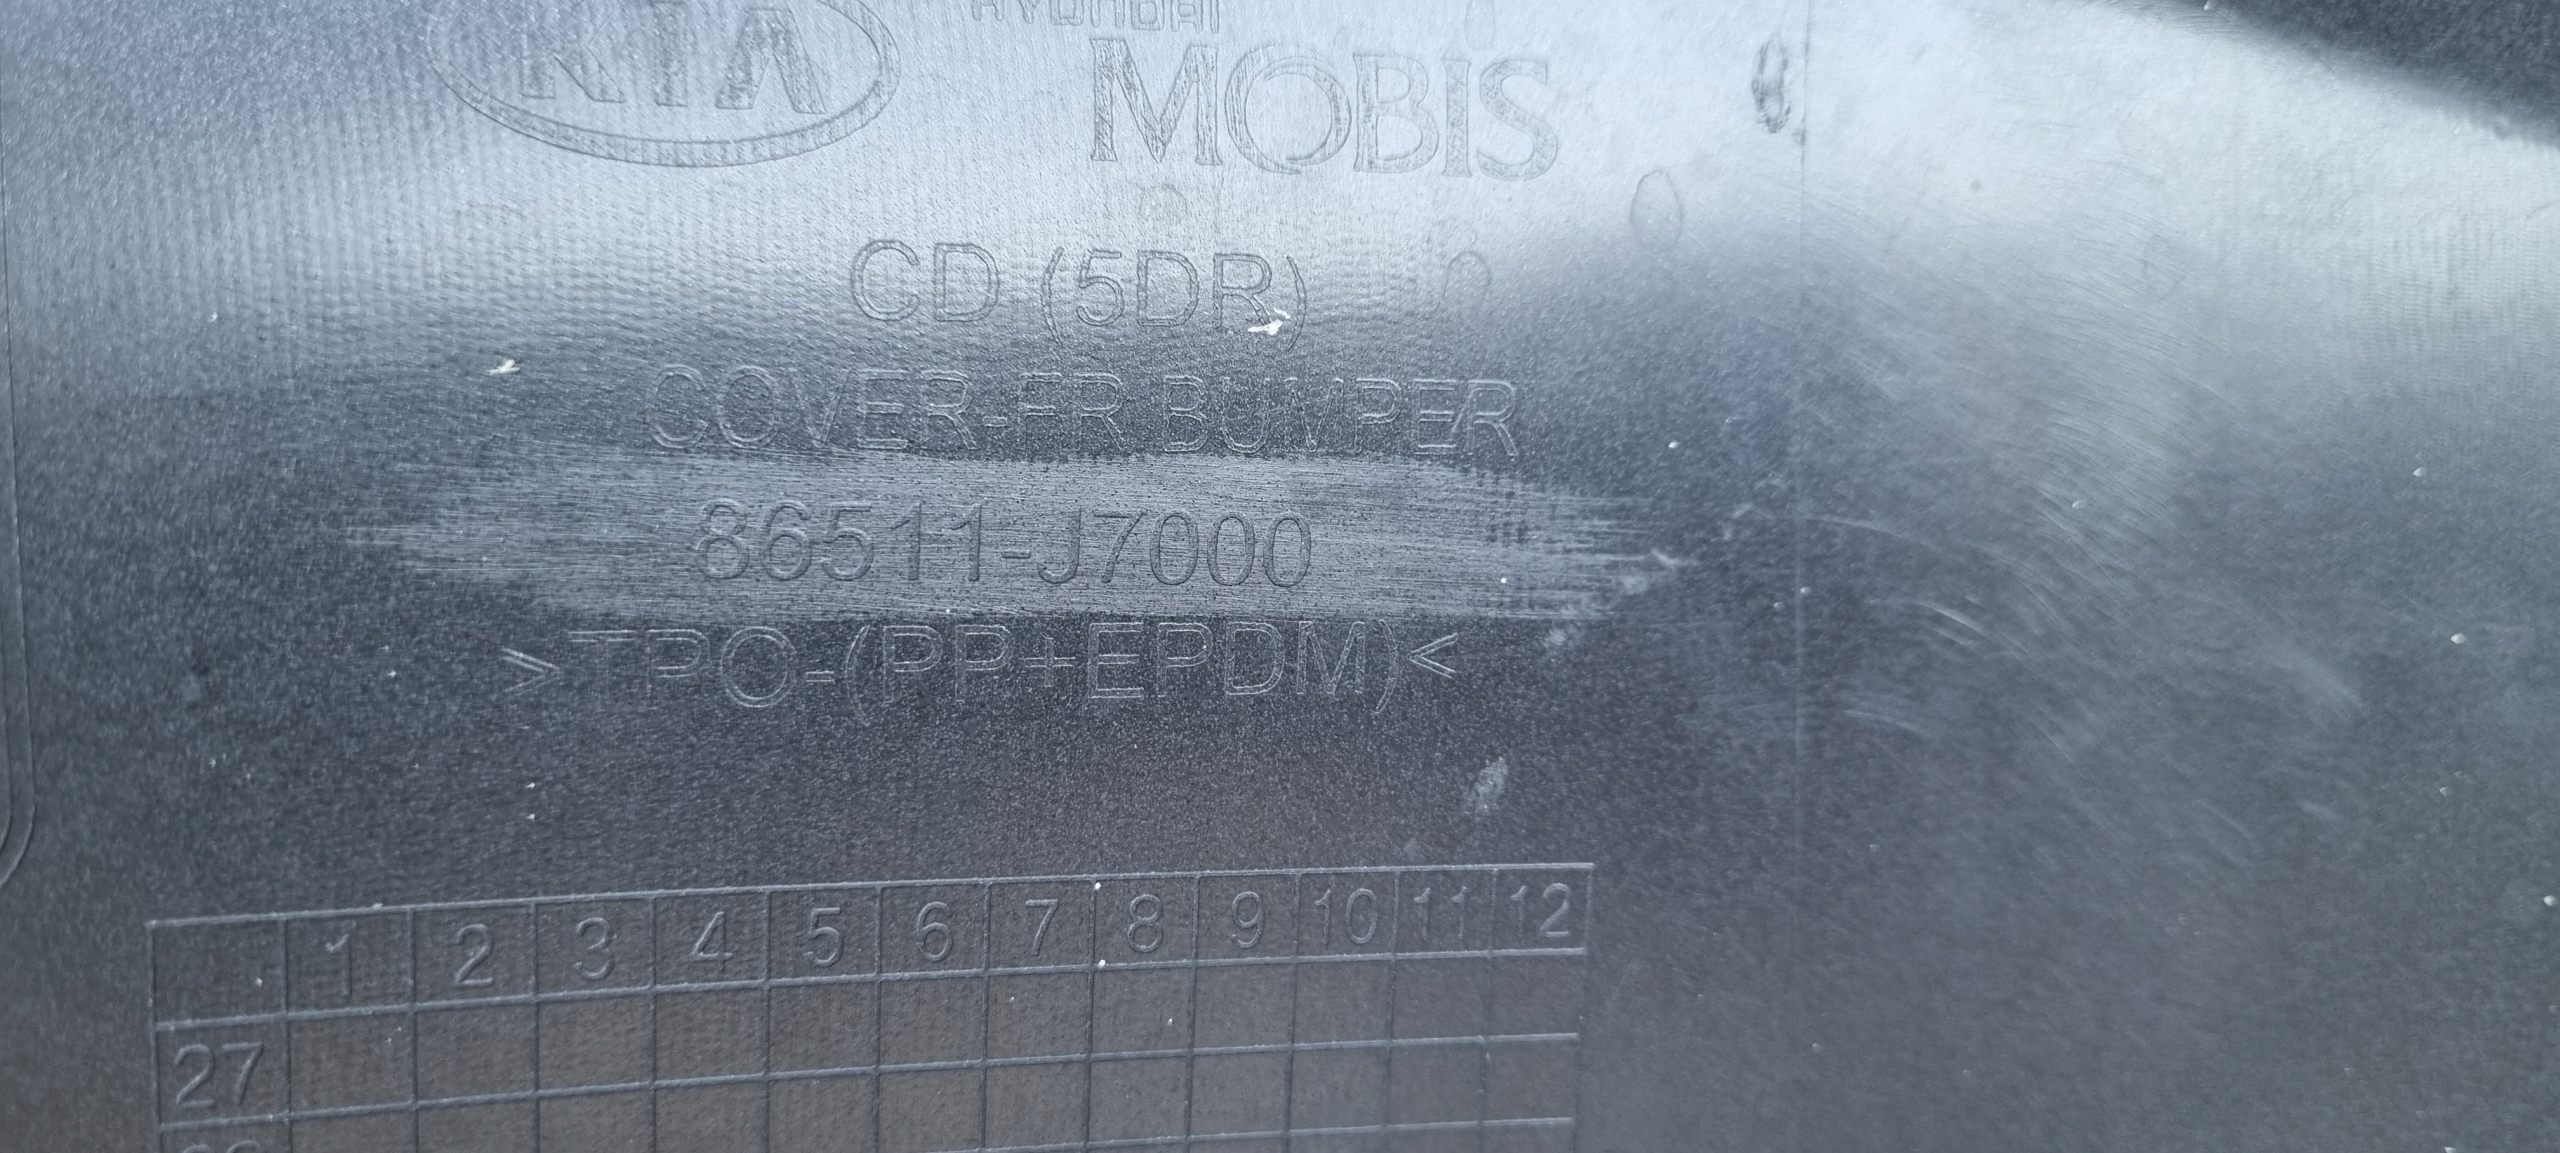 KIA
HYUNDAI
MOBIS
CD (5DR)
COVER-FR BUMPER
86511-J7000
>TPO-(PP+EPDM)<
1 2 3 4 5 6 7 8 9 10 11 12
27